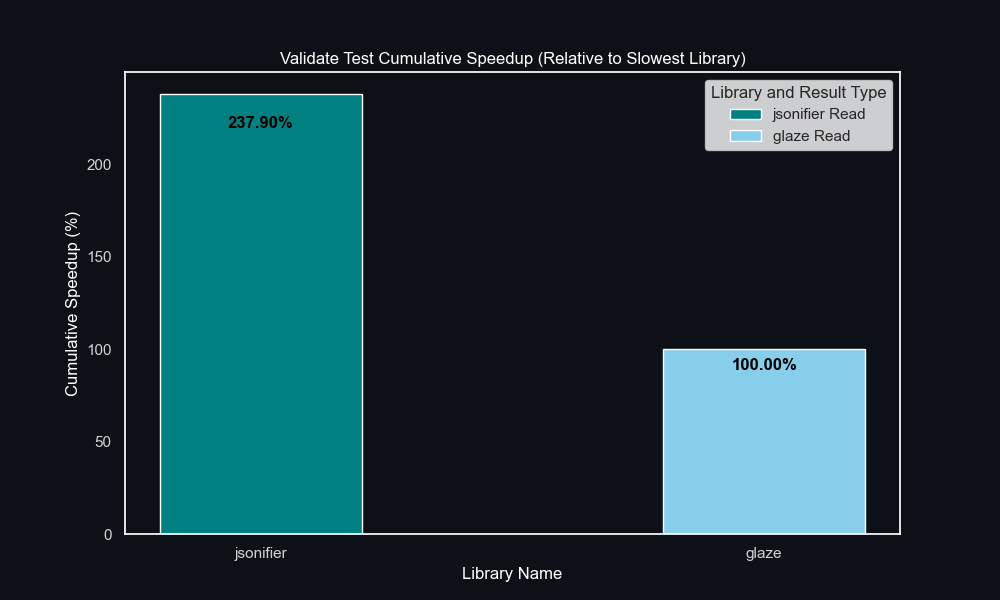 Validate Test Cumulative Speedup (Relative to Slowest Library)
Library and Result Type
jsonifier Read
glaze Read
237.90%
100.00%
Cumulative Speedup (%)
200
150
100
50
0
jsonifier
glaze
Library Name